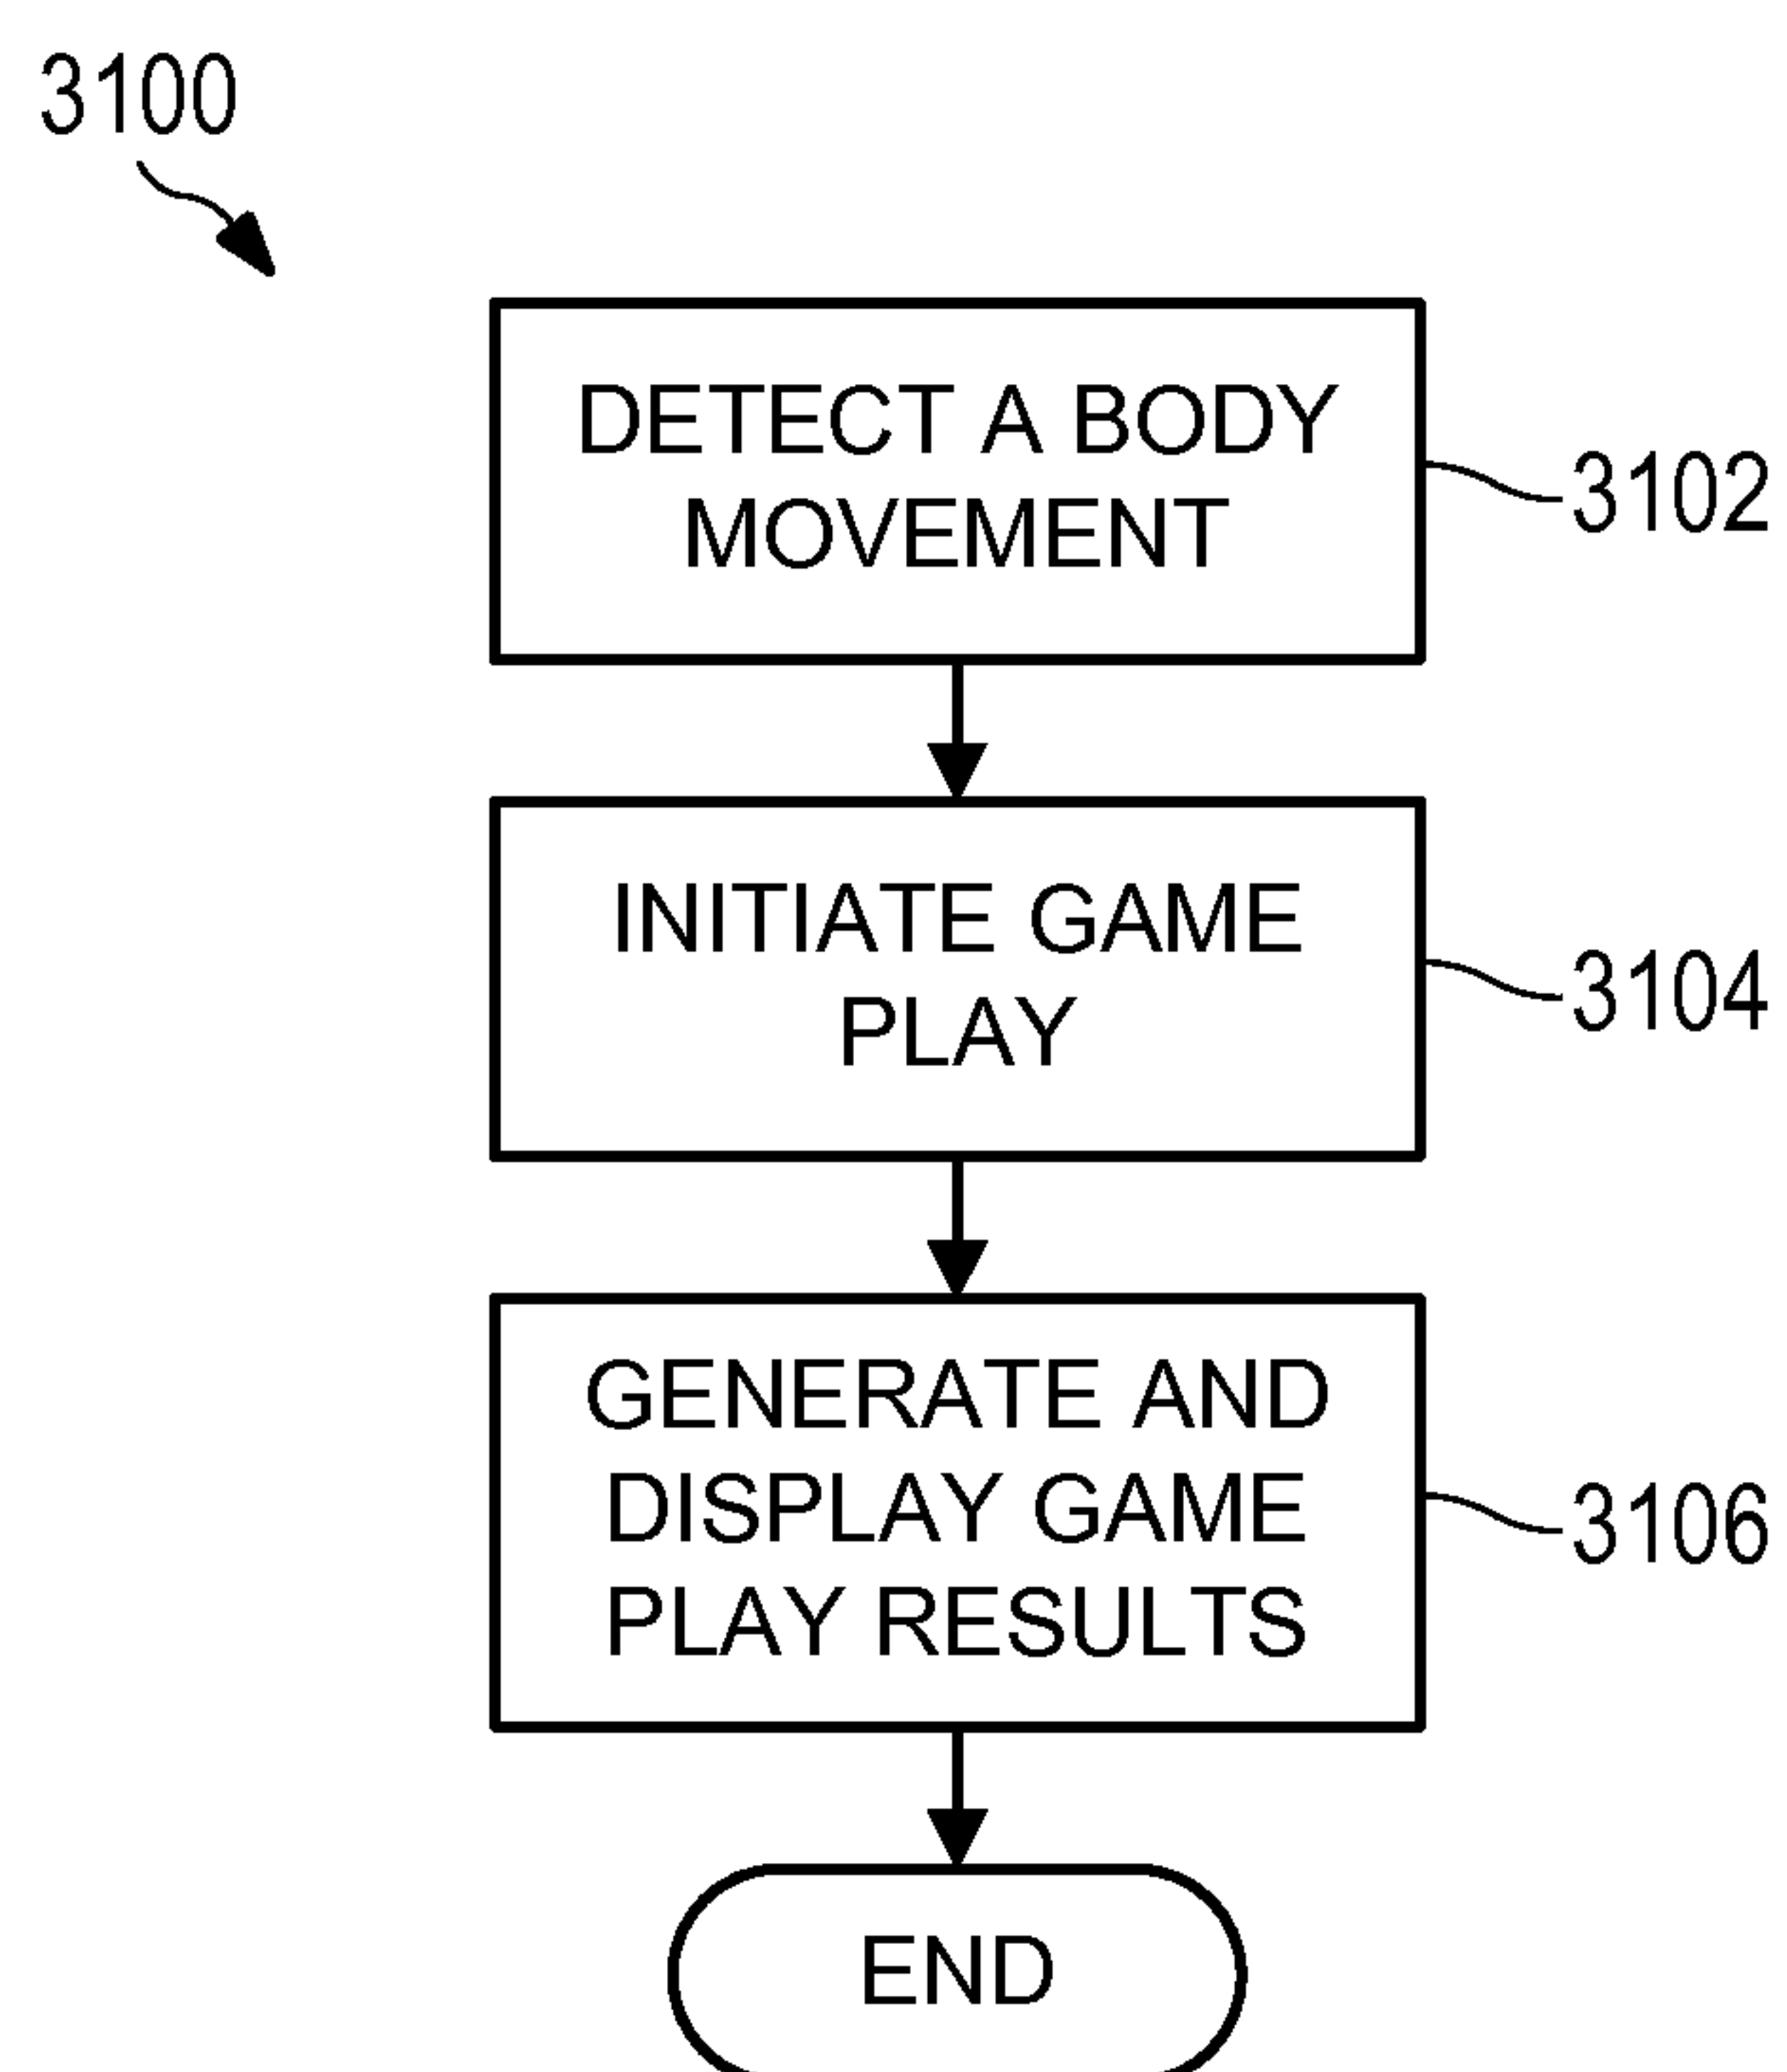 3100
DETECT A BODY
MOVEMENT
3102
INITIATE GAME
PLAY
3104
GENERATE AND
DISPLAY GAME
PLAY RESULTS
3106
END